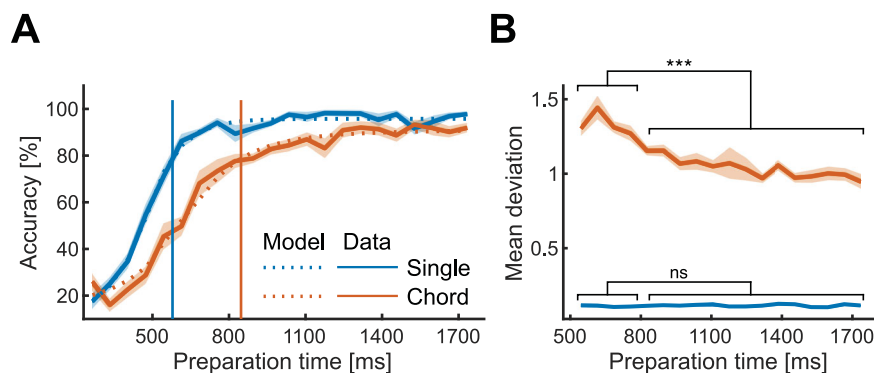 A
Accuracy [%]
100
80
60
40
20
500
800
1100
1400
1700
Preparation time [ms]
Model Data
Single
Chord
B
Mean deviation
1.5
1
0.5
***
ns
500
800
1100
1400
1700
Preparation time [ms]